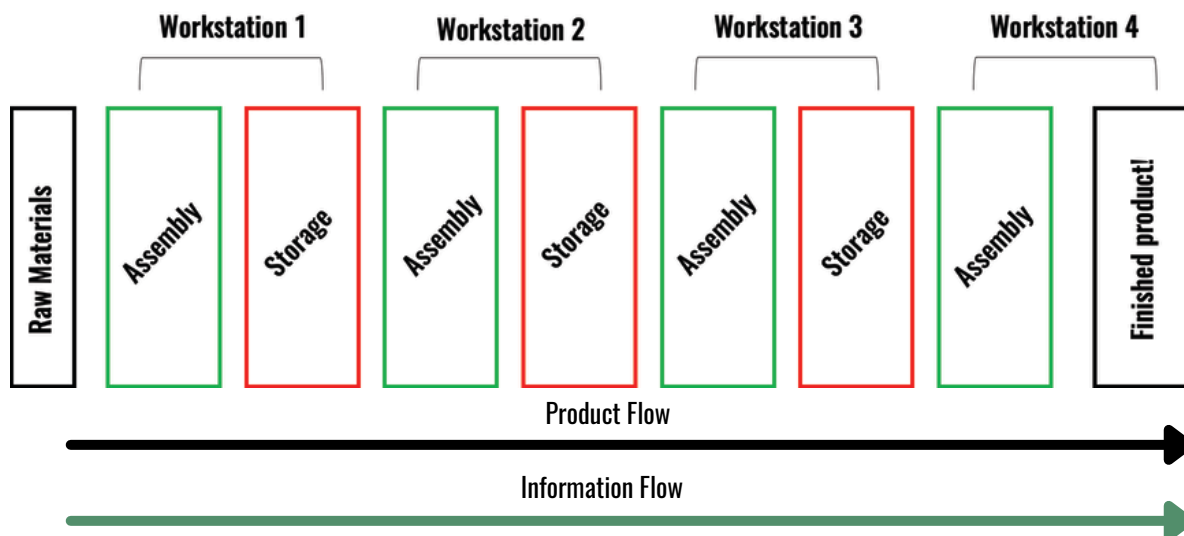 Workstation 1
Workstation 2
Workstation 3
Workstation 4
Raw Materials
Assembly
Storage
Assembly
Storage
Assembly
Storage
Assembly
Finished product!
Product Flow
Information Flow